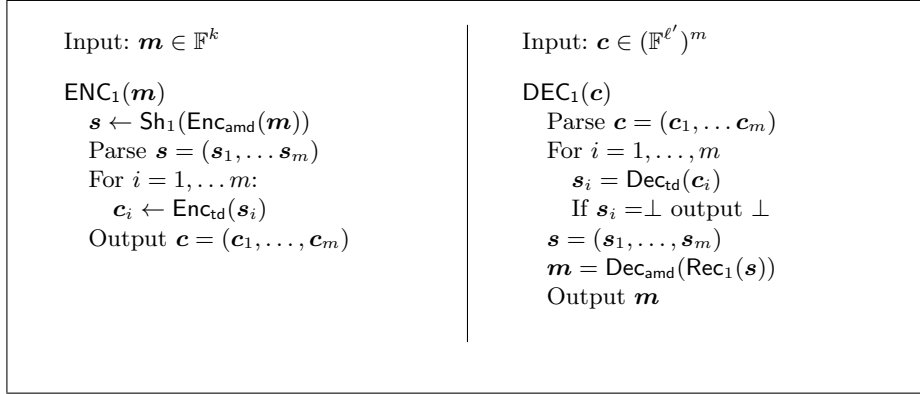 Input: m ∈ 𝔽^k
ENC₁(m)
s ← Sh₁(Enc_amd(m))
Parse s = (s₁, . . . s_m)
For i = 1, . . . m:
c_i ← Enc_td(s_i)
Output c = (c₁, . . . , c_m)
Input: c ∈ (𝔽^ℓ′)^m
DEC₁(c)
Parse c = (c₁, . . . c_m)
For i = 1, . . . , m
s_i = Dec_td(c_i)
If s_i =⊥ output ⊥
s = (s₁, . . . , s_m)
m = Dec_amd(Rec₁(s))
Output m